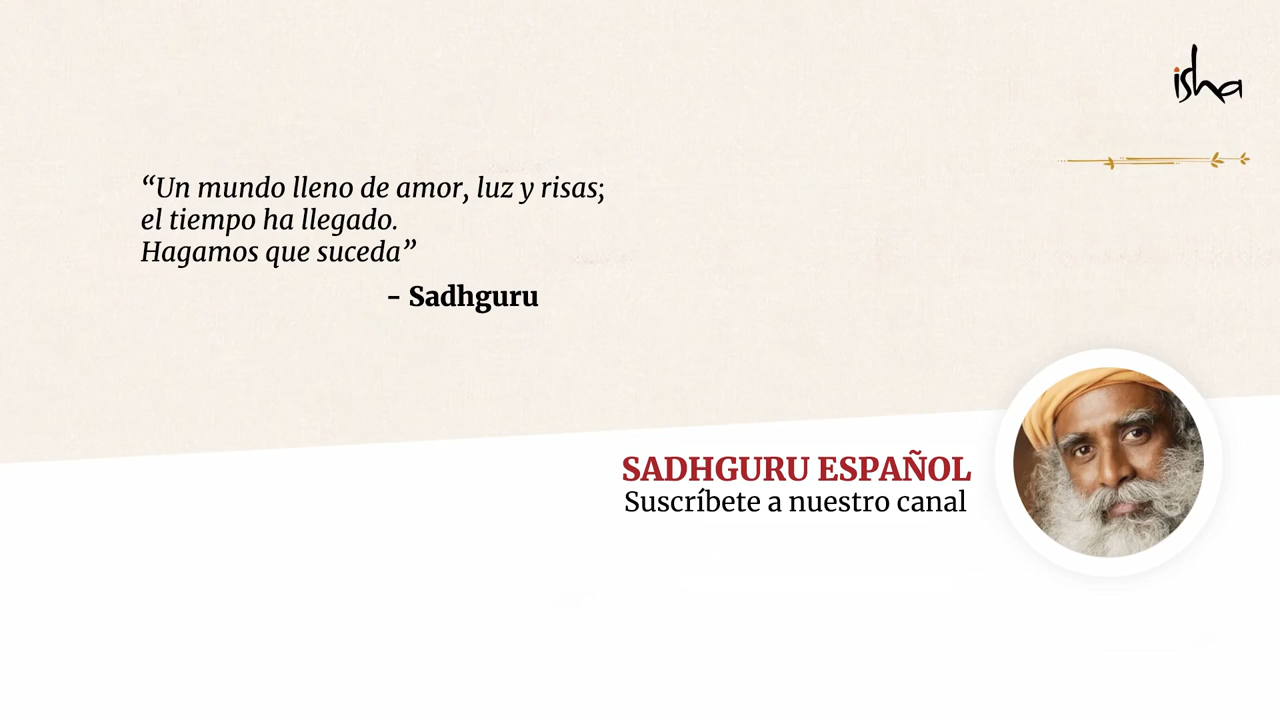 isha
“Un mundo lleno de amor, luz y risas;
el tiempo ha llegado.
Hagamos que suceda”
- Sadhguru
SADHGURU ESPAÑOL
Suscríbete a nuestro canal